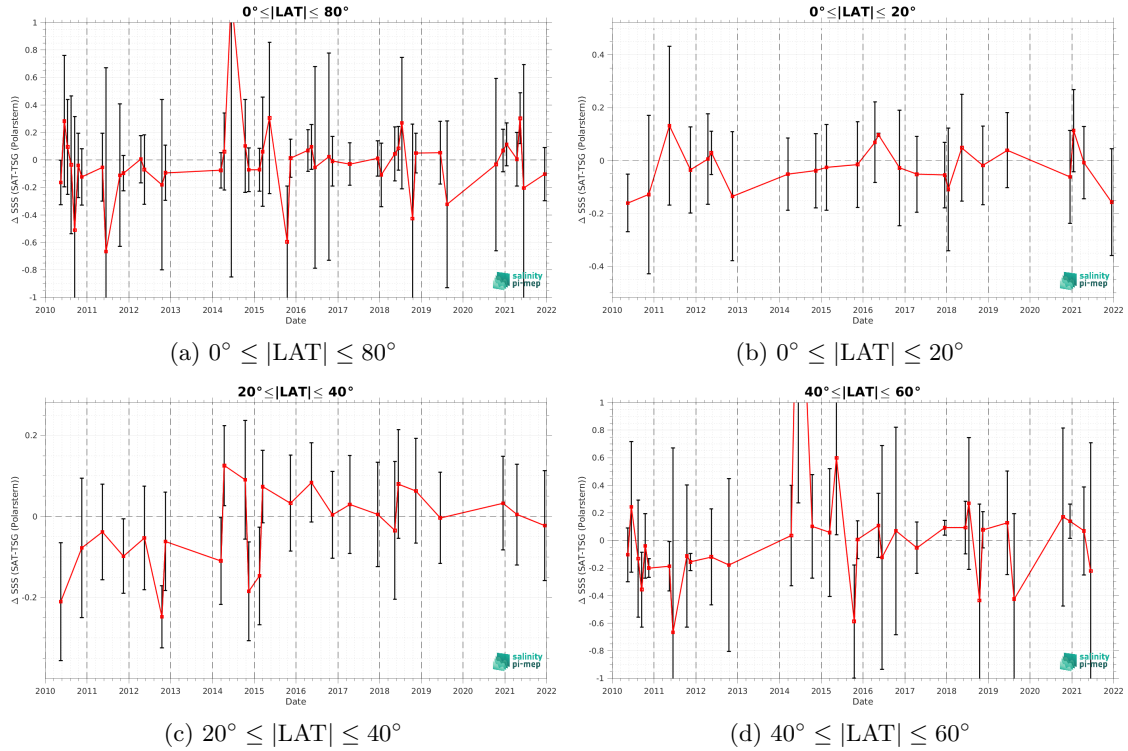 0°≤|LAT|≤ 80°
Δ SSS (SAT-TSG (Polarstern))
1
0.8
0.6
0.4
0.2
0
-0.2
-0.4
-0.6
-0.8
-1
2010 2011 2012 2013 2014 2015 2016 2017 2018 2019 2020 2021 2022
Date
salinity
pi-mep
(a) 0° ≤ |LAT| ≤ 80°
0°≤|LAT|≤ 20°
Δ SSS (SAT-TSG (Polarstern))
0.4
0.2
0
-0.2
-0.4
2010 2011 2012 2013 2014 2015 2016 2017 2018 2019 2020 2021 2022
Date
salinity
pi-mep
(b) 0° ≤ |LAT| ≤ 20°
20°≤|LAT|≤ 40°
Δ SSS (SAT-TSG (Polarstern))
0.2
0
-0.2
2010 2011 2012 2013 2014 2015 2016 2017 2018 2019 2020 2021 2022
Date
salinity
pi-mep
(c) 20° ≤ |LAT| ≤ 40°
40°≤|LAT|≤ 60°
Δ SSS (SAT-TSG (Polarstern))
1
0.8
0.6
0.4
0.2
0
-0.2
-0.4
-0.6
-0.8
-1
2010 2011 2012 2013 2014 2015 2016 2017 2018 2019 2020 2021 2022
Date
salinity
pi-mep
(d) 40° ≤ |LAT| ≤ 60°